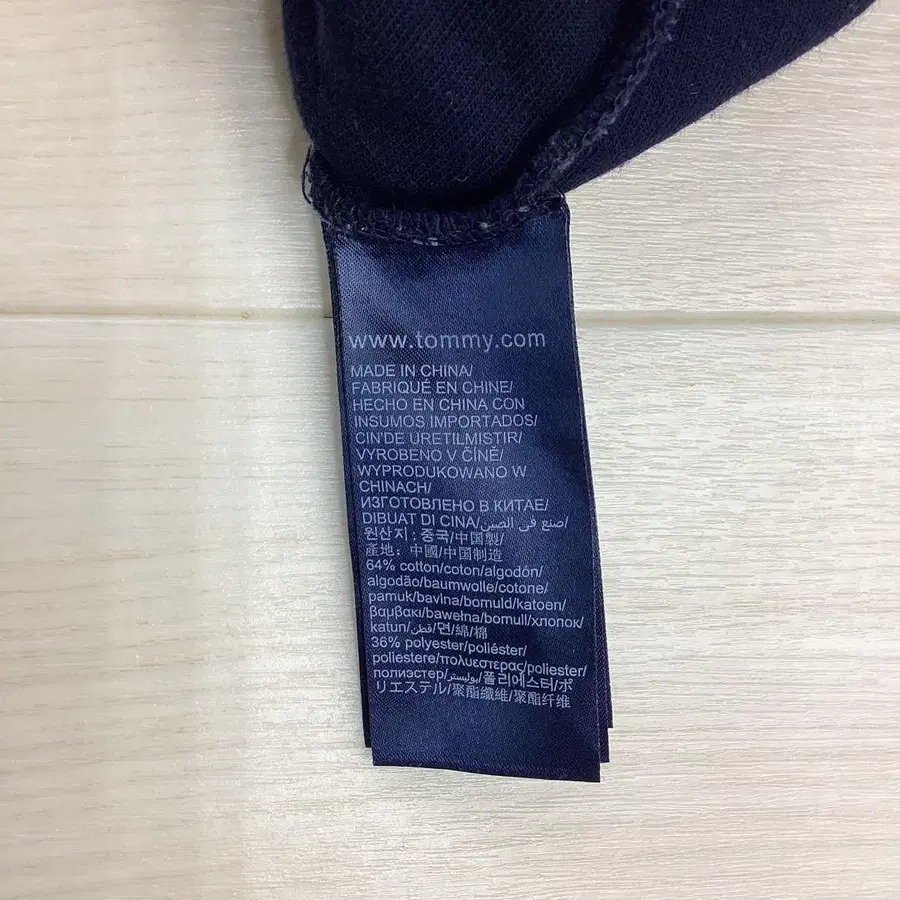 www.tommy.com
MADE IN CHINA/
FABRIQUÉ EN CHINE/
HECHO EN CHINA CON
INSUMOS IMPORTADOS/
CIN'DE URETILMISTIR/
VYROBENO V ČÍNĚ/
WYPRODUKOWANO W
CHINACH/
ИЗГОТОВЛЕНО В КИТАЕ/
DIBUAT DI CINA/صنع في الصين/
원산지 : 중국/中国製/
產地: 中國/中国制造
64% cotton/coton/algodón/
algodão/baumwolle/cotone/
pamuk/bavlna/bomuld/katoen/
βαμβακι/bawełna/bomull/хлопок/
katun/قطن/면/綿/棉
36% polyester/poliéster/
poliestere/πολυεστερας/poliester/
полиэстер/بوليستر/폴리에스터/ポ
リエステル/聚酯纖維/聚酯纤维